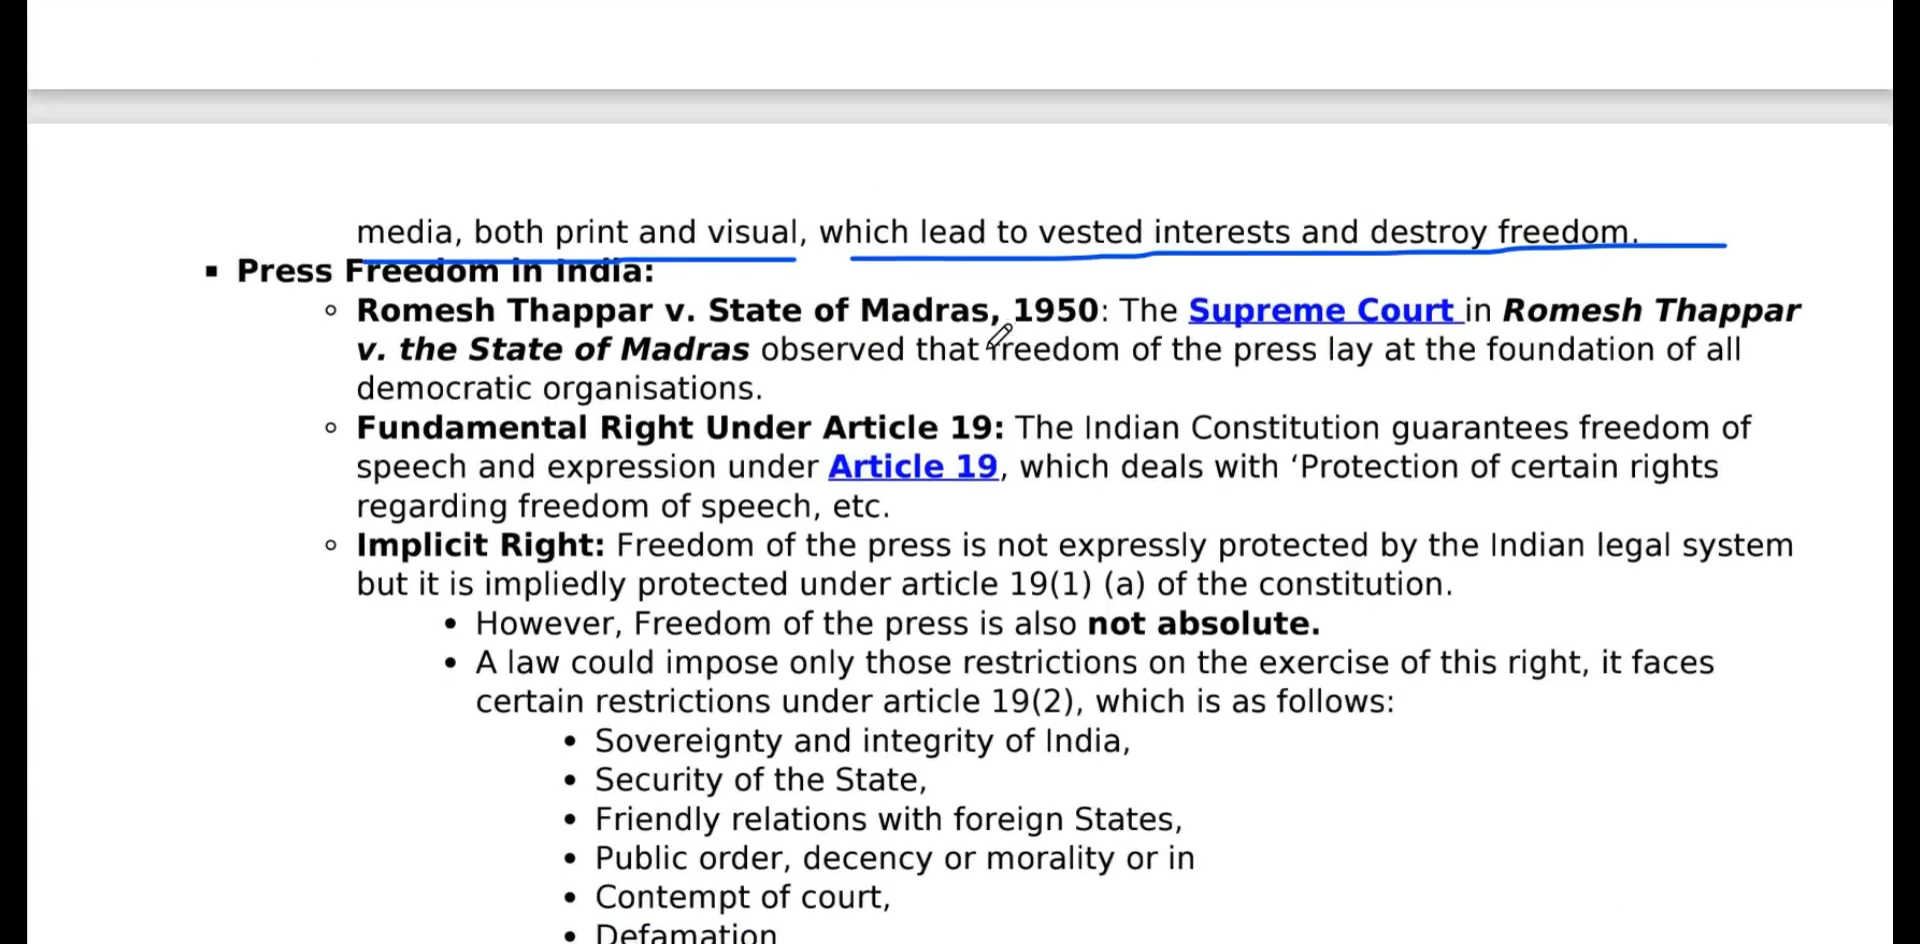 media, both print and visual, which lead to vested interests and destroy freedom.
▪ Press Freedom in India:
◦ Romesh Thappar v. State of Madras, 1950: The Supreme Court in Romesh Thappar
v. the State of Madras observed that freedom of the press lay at the foundation of all
democratic organisations.
◦ Fundamental Right Under Article 19: The Indian Constitution guarantees freedom of
speech and expression under Article 19, which deals with ‘Protection of certain rights
regarding freedom of speech, etc.
◦ Implicit Right: Freedom of the press is not expressly protected by the Indian legal system
but it is impliedly protected under article 19(1) (a) of the constitution.
• However, Freedom of the press is also not absolute.
• A law could impose only those restrictions on the exercise of this right, it faces
certain restrictions under article 19(2), which is as follows:
• Sovereignty and integrity of India,
• Security of the State,
• Friendly relations with foreign States,
• Public order, decency or morality or in
• Contempt of court,
• Defamation